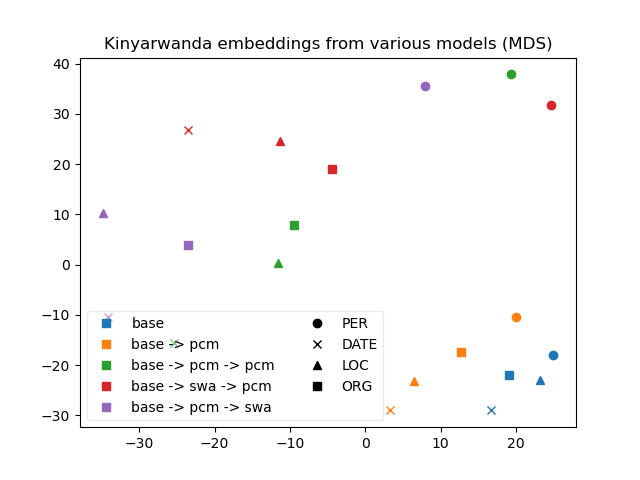 Kinyarwanda embeddings from various models (MDS)
40
30
20
10
0
−10
−20
−30
base
base -> pcm
base -> pcm -> pcm
base -> swa -> pcm
base -> pcm -> swa
PER
DATE
LOC
ORG
−30 −20 −10 0 10 20